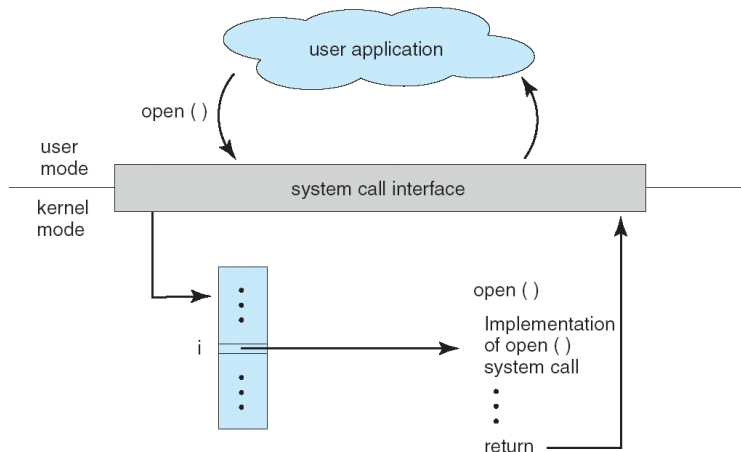 user application
open ( )
user
mode
system call interface
kernel
mode
open ( )
Implementation
of open ( )
system call
i
return